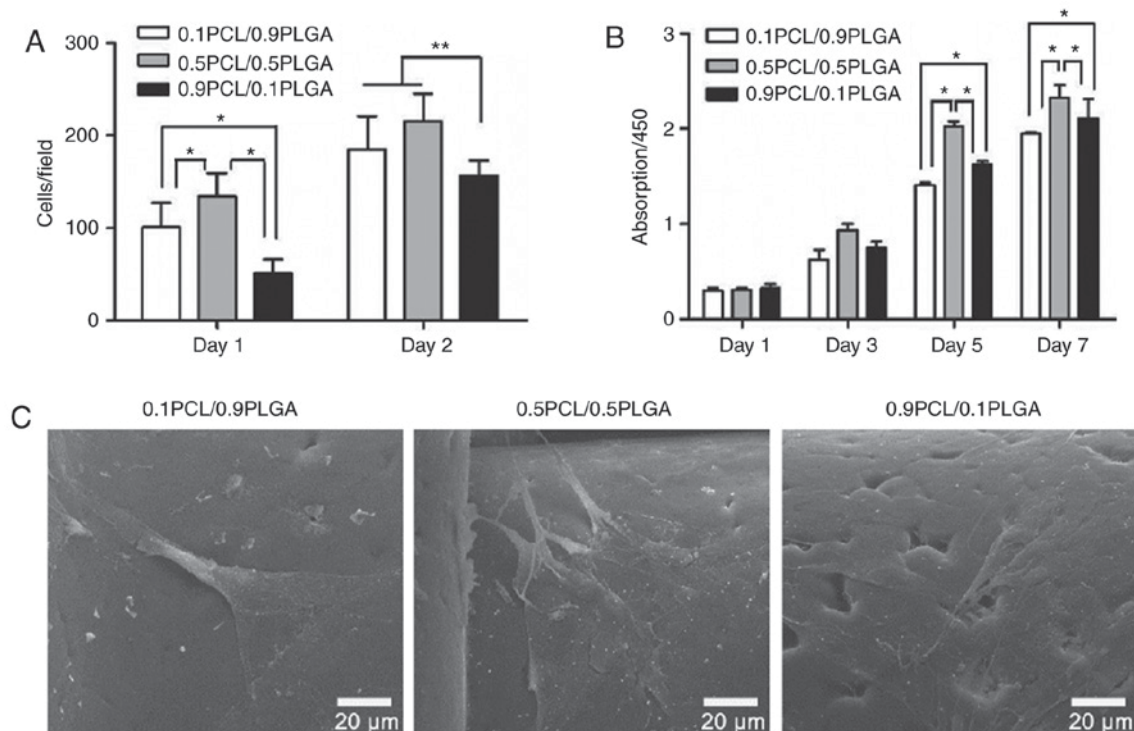 A
300
200
100
0
Cells/field
0.1PCL/0.9PLGA
0.5PCL/0.5PLGA
0.9PCL/0.1PLGA
*
*
*
**
Day 1
Day 2
B
3
2
1
0
Absorption/450
0.1PCL/0.9PLGA
0.5PCL/0.5PLGA
0.9PCL/0.1PLGA
*
*
*
*
*
*
Day 1
Day 3
Day 5
Day 7
C
0.1PCL/0.9PLGA
0.5PCL/0.5PLGA
0.9PCL/0.1PLGA
20 µm
20 µm
20 µm